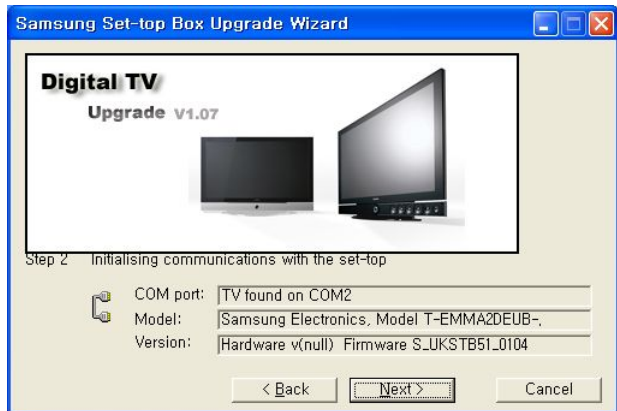 Samsung Set-top Box Upgrade Wizard
Digital TV
Upgrade V1.07
Step 2 Initialising communications with the set-top
COM port: TV found on COM2
Model: Samsung Electronics, Model T-EMMA2DEUB-,
Version: Hardware v(null) Firmware S_UKSTB51_0104
< Back Next > Cancel